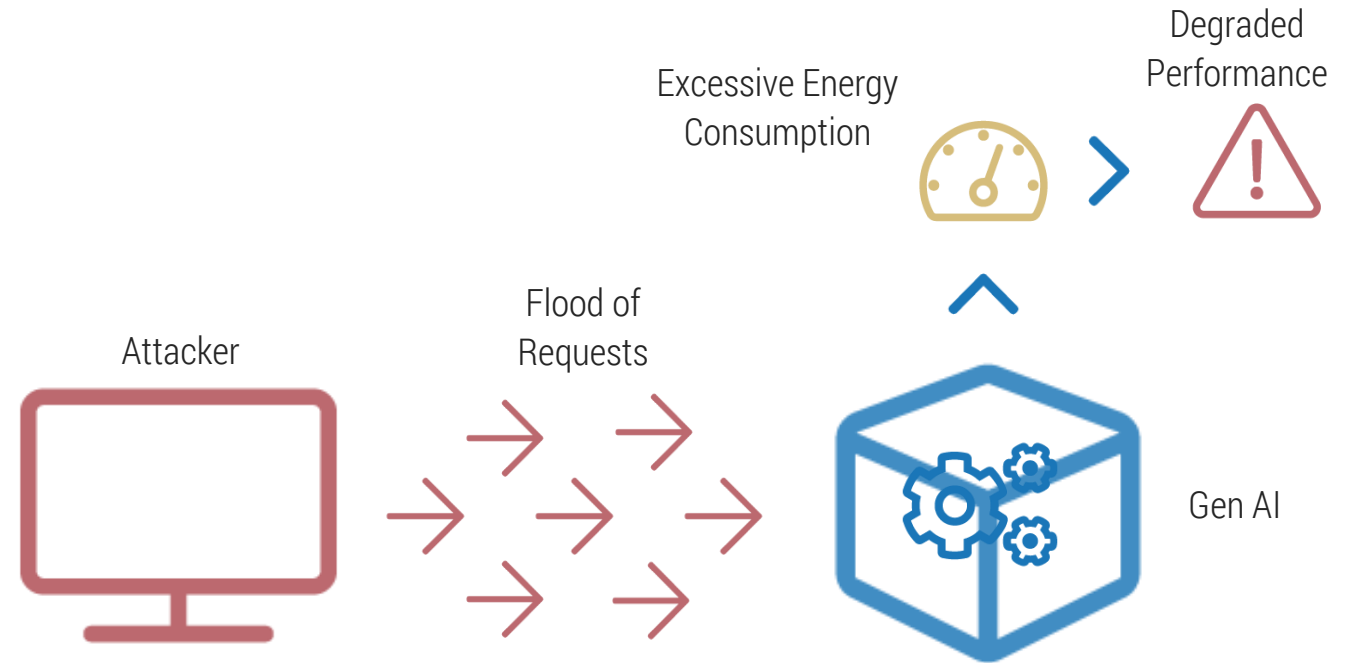 Degraded
Performance
Excessive Energy
Consumption
Flood of
Requests
Attacker
Gen AI